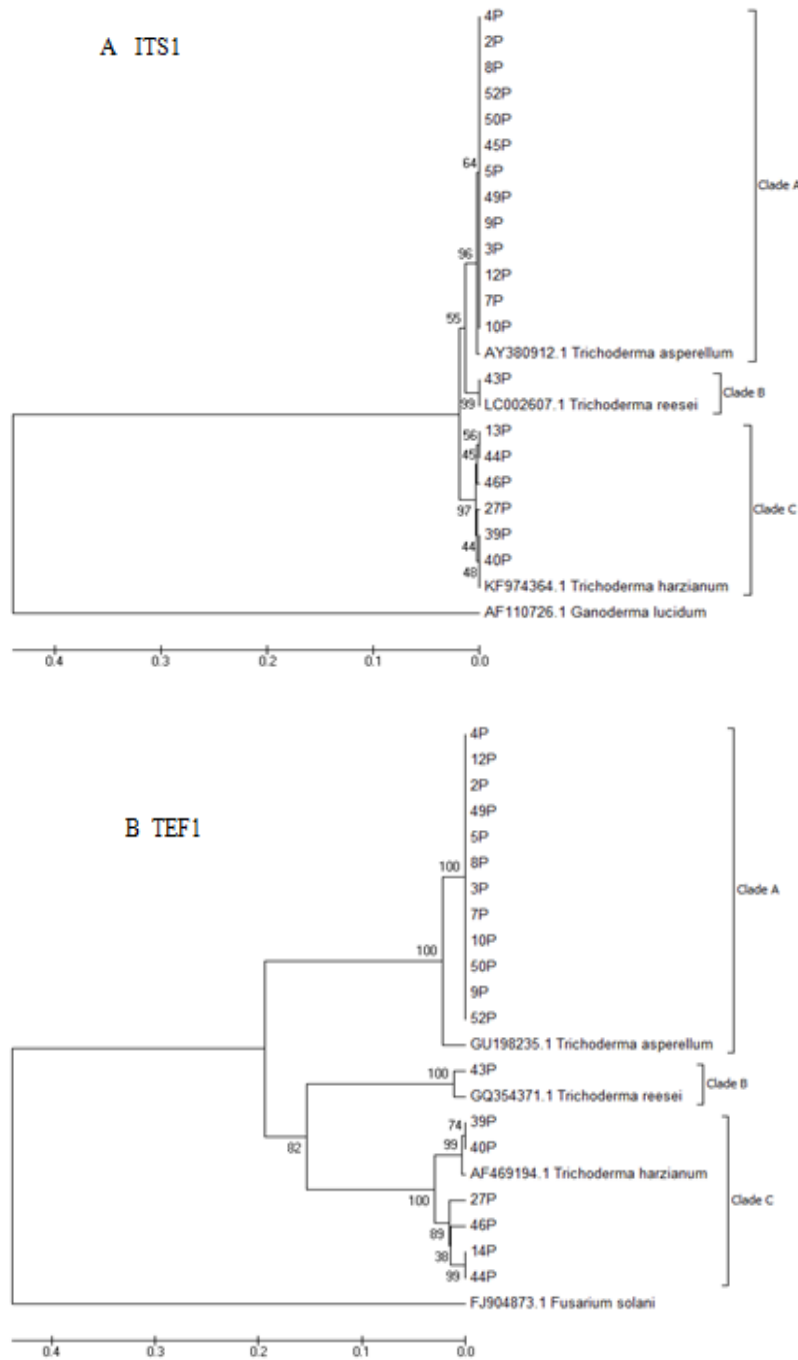 A ITS1
4P
2P
8P
52P
50P
45P
64
5P
49P
9P
3P
96
12P
7P
10P
55
AY380912.1 Trichoderma asperellum
Clade A
43P
99
LC002607.1 Trichoderma reesei
Clade B
56
13P
45
44P
46P
97
27P
39P
44
40P
48
KF974364.1 Trichoderma harzianum
Clade C
AF110726.1 Ganoderma lucidum
0.4 0.3 0.2 0.1 0.0
B TEF1
4P
12P
2P
49P
5P
100
8P
3P
7P
10P
100
50P
9P
52P
GU198235.1 Trichoderma asperellum
Clade A
100
43P
GQ354371.1 Trichoderma reesei
Clade B
82
74
39P
99
40P
AF469194.1 Trichoderma harzianum
100
27P
89
46P
38
14P
99
44P
Clade C
FJ904873.1 Fusarium solani
0.4 0.3 0.2 0.1 0.0